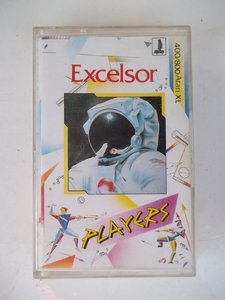 Excelsor
400/800 Atari XL
PLAYERS